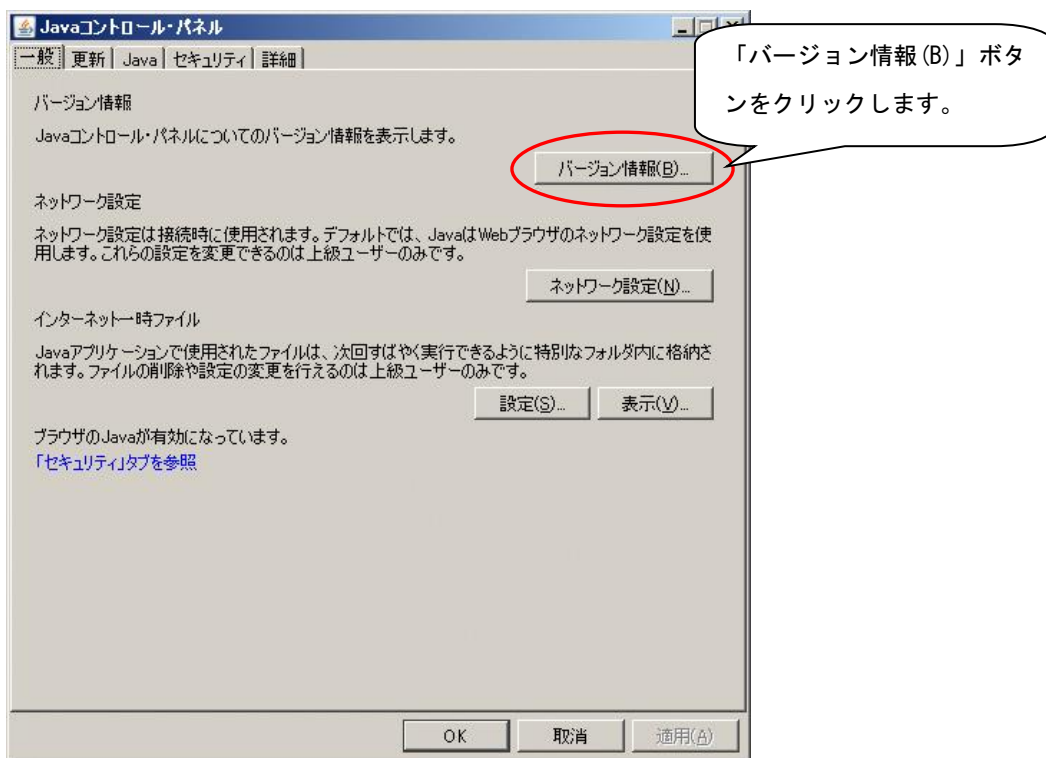 Javaコントロール・パネル
一般 更新 Java セキュリティ 詳細
「バージョン情報(B)」ボタ
ンをクリックします。
バージョン情報
Javaコントロール・パネルについてのバージョン情報を表示します。
バージョン情報(B)...
ネットワーク設定
ネットワーク設定は接続時に使用されます。デフォルトでは、JavaはWebブラウザのネットワーク設定を使
用します。これらの設定を変更できるのは上級ユーザーのみです。
ネットワーク設定(N)...
インターネット一時ファイル
Javaアプリケーションで使用されたファイルは、次回すばやく実行できるように特別なフォルダ内に格納さ
れます。ファイルの削除や設定の変更を行えるのは上級ユーザーのみです。
設定(S)... 表示(V)...
ブラウザのJavaが有効になっています。
「セキュリティ」タブを参照
OK 取消 適用(A)